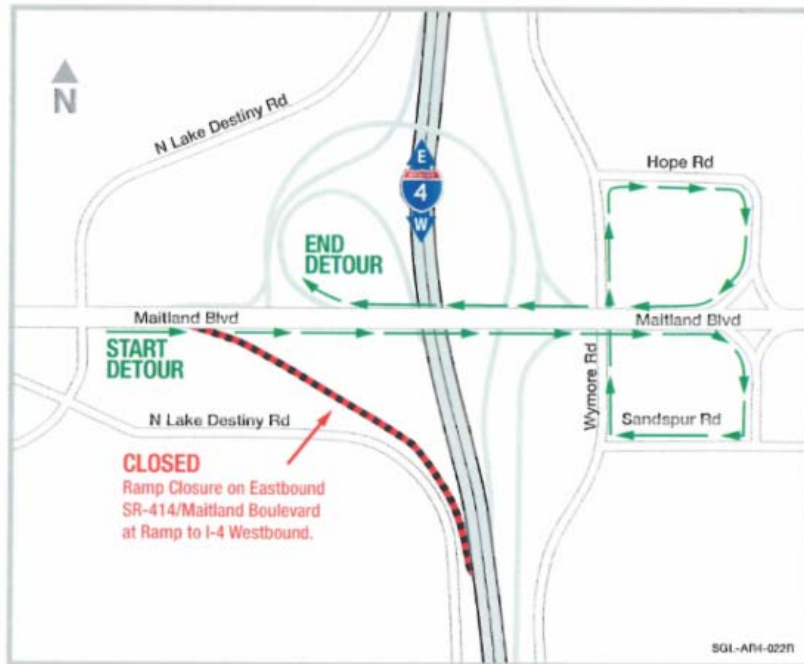 N
N Lake Destiny Rd
E
4
W
Hope Rd
END
DETOUR
Maitland Blvd
Maitland Blvd
START
DETOUR
Wymore Rd
N Lake Destiny Rd
Sandspur Rd
CLOSED
Ramp Closure on Eastbound
SR-414/Maitland Boulevard
at Ramp to I-4 Westbound.